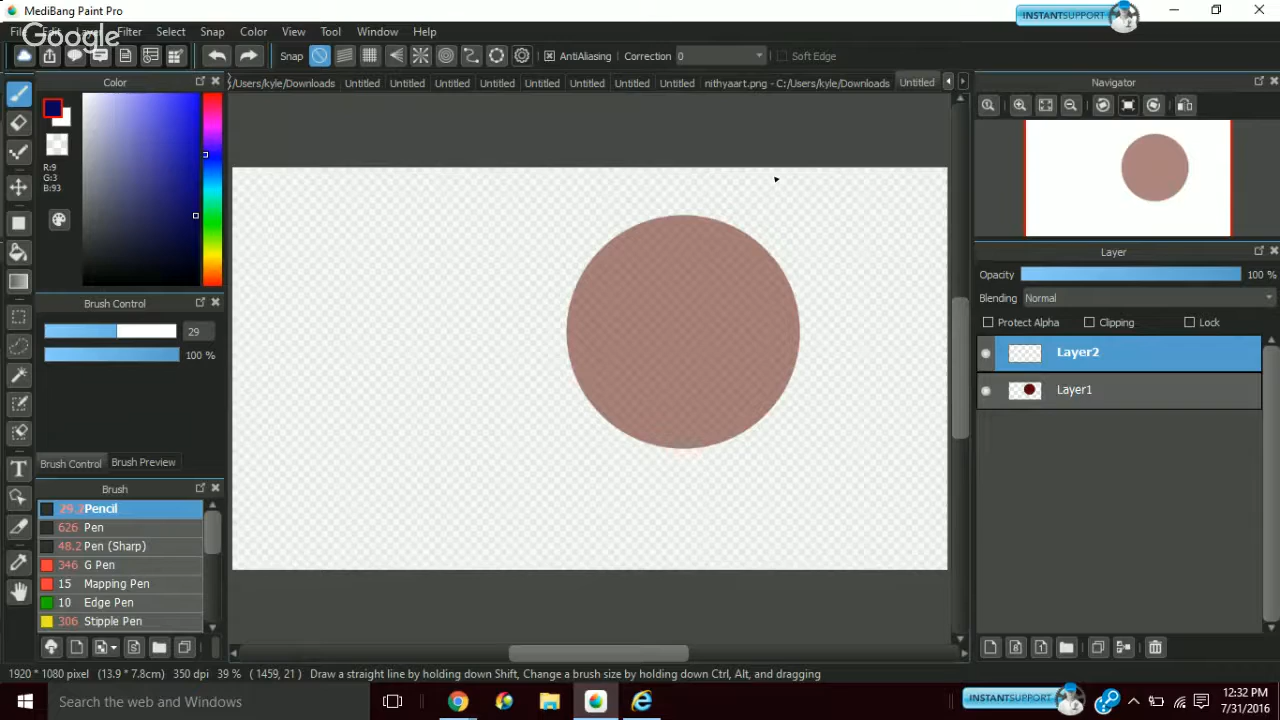 MediBang Paint Pro
INSTANTSUPPORT
File Edit Layer Filter Select Snap Color View Tool Window Help
Google
Snap AntiAliasing Correction 0 Soft Edge
Color
/Users/kyle/Downloads Untitled Untitled Untitled Untitled Untitled Untitled Untitled Untitled nithyaart.png - C:/Users/kyle/Downloads Untitled
Navigator
R:9
G:3
B:93
Brush Control
29
100 %
Brush Control Brush Preview
Brush
29.2 Pencil
626 Pen
48.2 Pen (Sharp)
346 G Pen
15 Mapping Pen
10 Edge Pen
306 Stipple Pen
Layer
Opacity 100 %
Blending Normal
Protect Alpha Clipping Lock
Layer2
Layer1
1920 * 1080 pixel (13.9 * 7.8cm) 350 dpi 39 % ( 1459, 21 ) Draw a straight line by holding down Shift, Change a brush size by holding down Ctrl, Alt, and dragging
Search the web and Windows
INSTANTSUPPORT
12:32 PM
7/31/2016